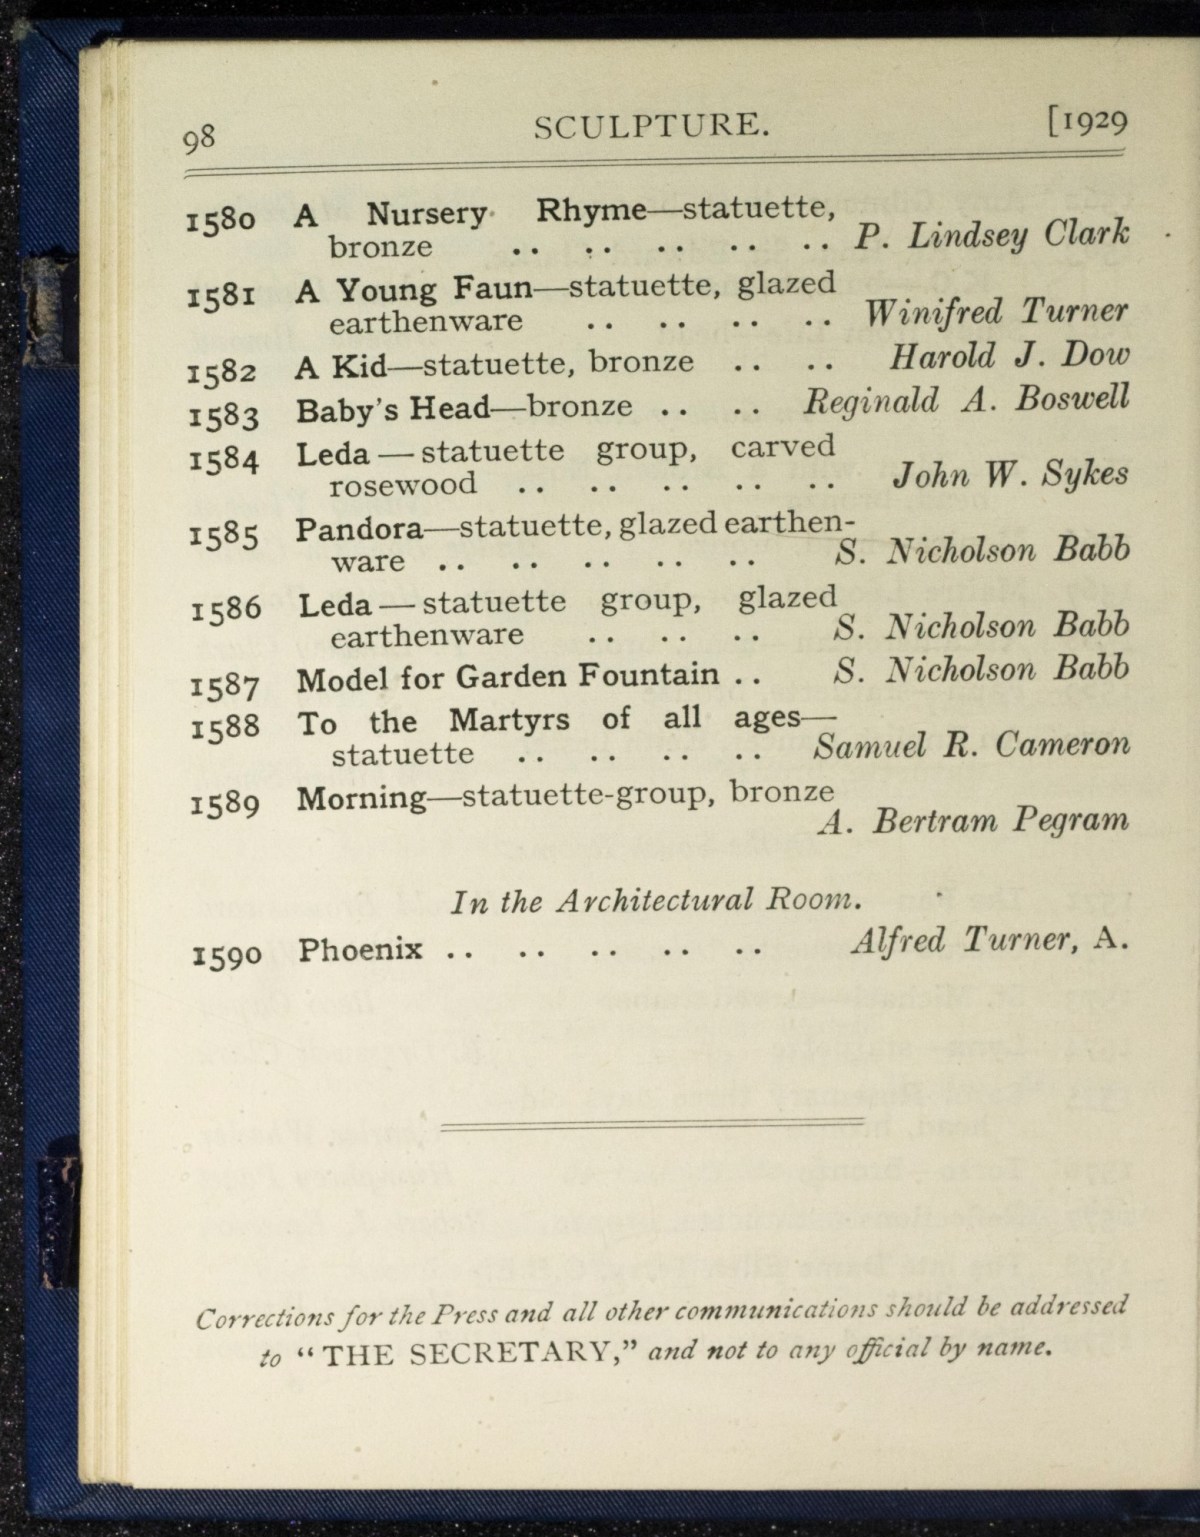 98 SCULPTURE. [1929
1580 A Nursery Rhyme—statuette,
bronze .. .. .. .. .. P. Lindsey Clark
1581 A Young Faun—statuette, glazed
earthenware .. .. .. .. Winifred Turner
1582 A Kid—statuette, bronze .. .. Harold J. Dow
1583 Baby's Head—bronze .. .. Reginald A. Boswell
1584 Leda — statuette group, carved
rosewood .. .. .. .. .. John W. Sykes
1585 Pandora—statuette, glazed earthen-
ware .. .. .. .. .. S. Nicholson Babb
1586 Leda — statuette group, glazed
earthenware .. .. .. S. Nicholson Babb
1587 Model for Garden Fountain .. S. Nicholson Babb
1588 To the Martyrs of all ages—
statuette .. .. .. .. Samuel R. Cameron
1589 Morning—statuette-group, bronze
A. Bertram Pegram
In the Architectural Room.
1590 Phoenix .. .. .. .. .. Alfred Turner, A.
Corrections for the Press and all other communications should be addressed
to “THE SECRETARY,” and not to any official by name.